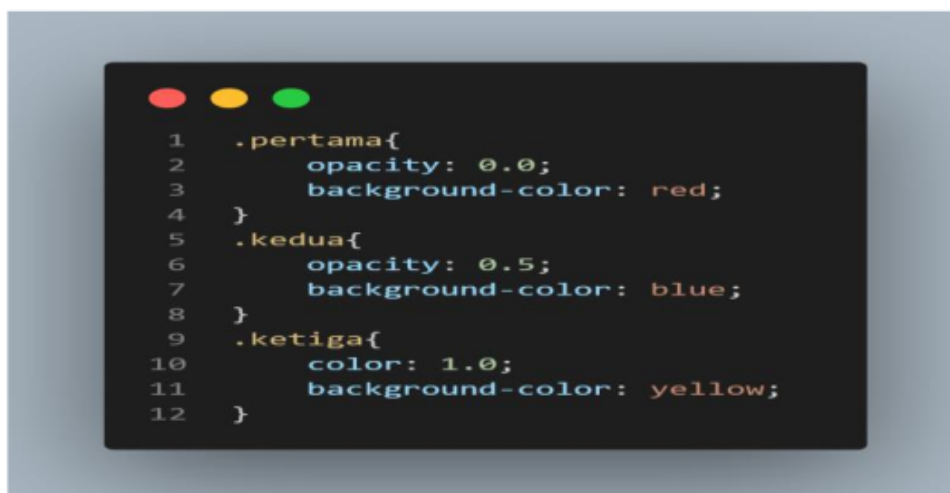 1 .pertama{
2 opacity: 0.0;
3 background-color: red;
4 }
5 .kedua{
6 opacity: 0.5;
7 background-color: blue;
8 }
9 .ketiga{
10 color: 1.0;
11 background-color: yellow;
12 }